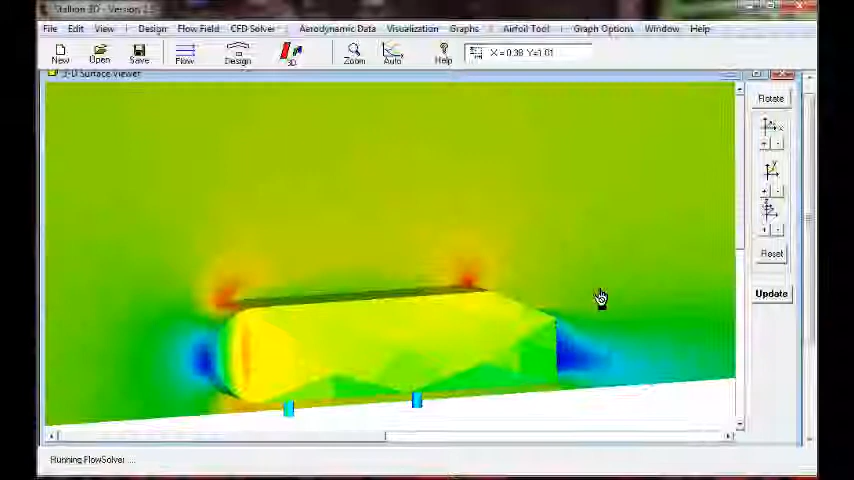 Stallion 3D - Version 2.
File Edit View Design Flow Field CFD Solver Aerodynamic Data Visualization Graphs Airfoil Tool Graph Options Window Help
New Open Save Flow Design 3D Zoom Auto Help X = 0.38 Y=1.01
3-D Surface Viewer
Rotate
X
+ -
Y
+ -
Z
+ -
Reset
Update
Running FlowSolver ...